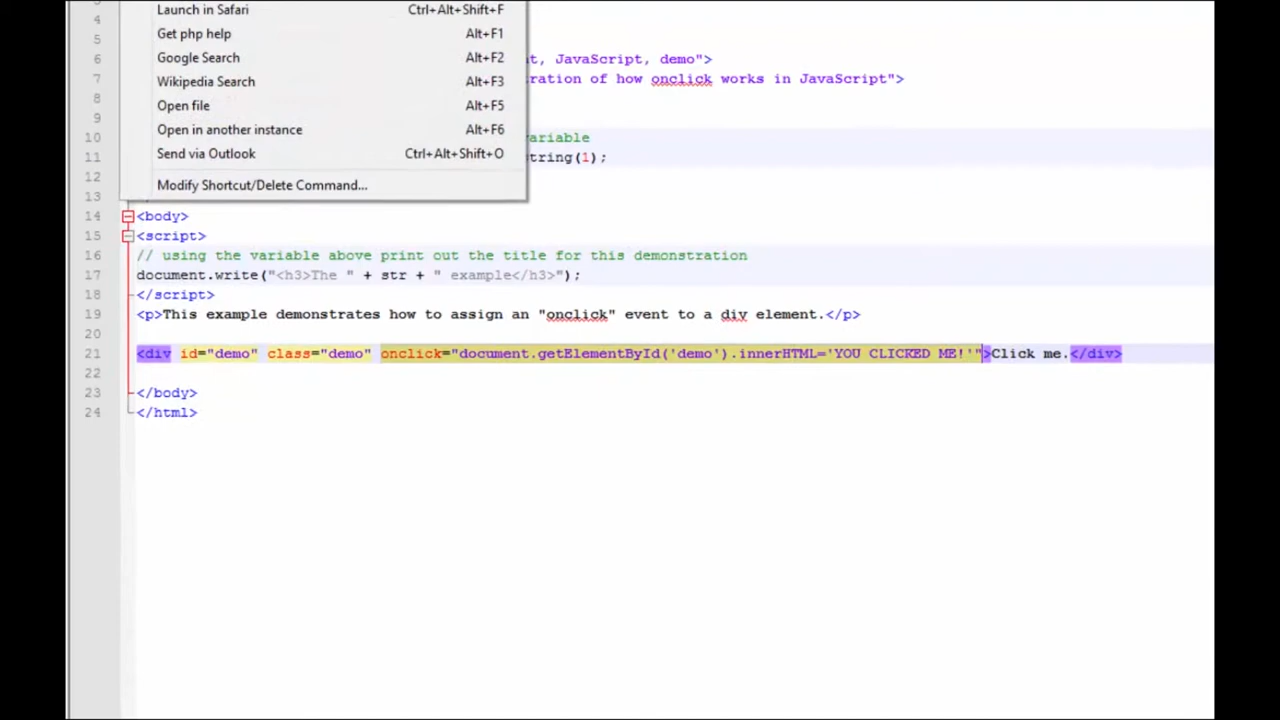 Launch in Safari Ctrl+Alt+Shift+F
4 Get php help Alt+F1
5 Google Search Alt+F2
6 t, JavaScript, demo">
7 Wikipedia Search Alt+F3 ration of how onclick works in JavaScript">
8 Open file Alt+F5
9
10 Open in another instance Alt+F6 variable
11 Send via Outlook Ctrl+Alt+Shift+O tring(1);
12 Modify Shortcut/Delete Command...
13
14 <body>
15 <script>
16 // using the variable above print out the title for this demonstration
17 document.write("<h3>The " + str + " example</h3>");
18 </script>
19 <p>This example demonstrates how to assign an "onclick" event to a div element.</p>
20
21 <div id="demo" class="demo" onclick="document.getElementById('demo').innerHTML='YOU CLICKED ME!'">Click me.</div>
22
23 </body>
24 </html>